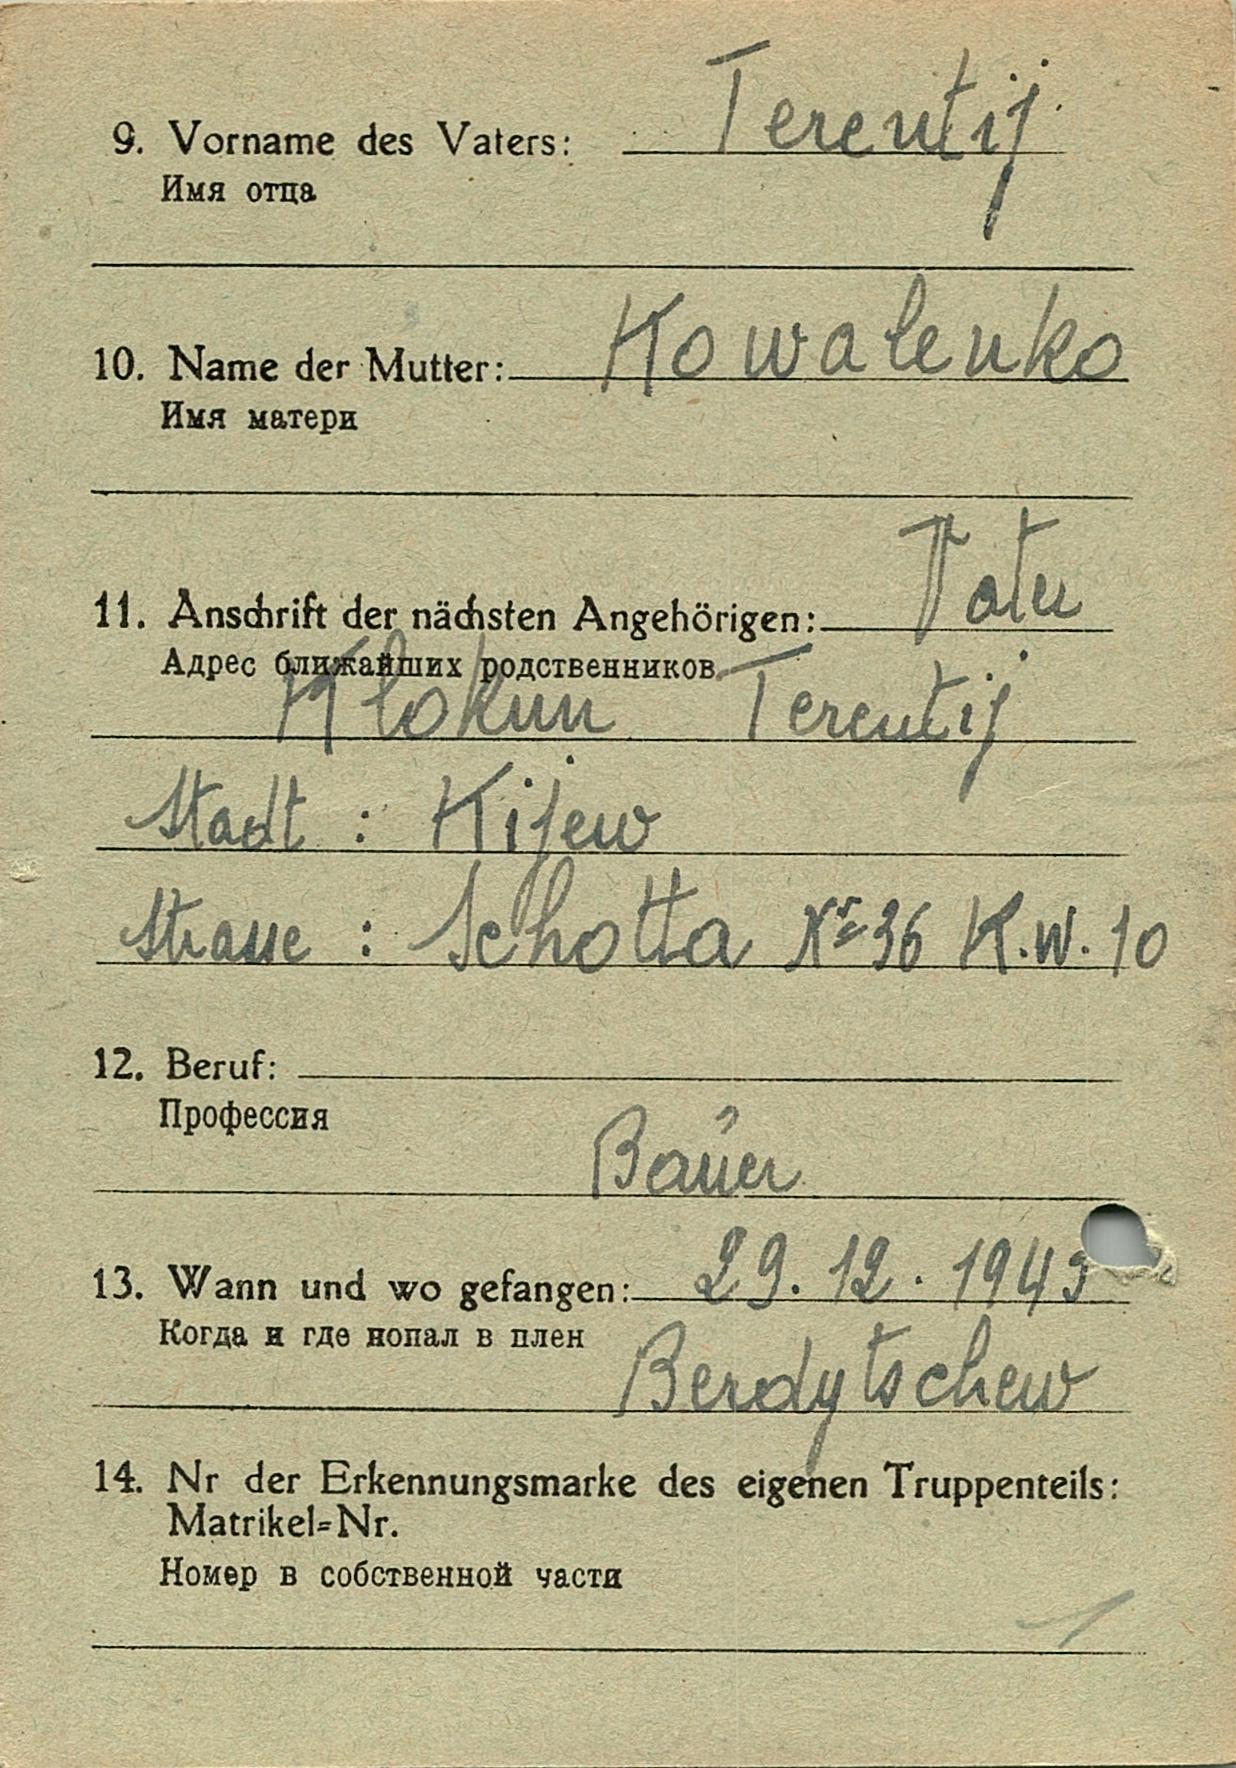 9. Vorname des Vaters: Terentij
Имя отца
10. Name der Mutter: Kowalenko
Имя матери
11. Anschrift der nächsten Angehörigen: Vater
Адрес ближайших родственников
Klokun Terentij
Stadt : Kijew
Strasse : Schotta Nr 36 K.W. 10
12. Beruf:
Профессия
Baŭer
13. Wann und wo gefangen: 29. 12. 1943
Когда и где попал в плен
Berdytschew
14. Nr der Erkennungsmarke des eigenen Truppenteils:
Matrikel=Nr.
Номер в собственной части